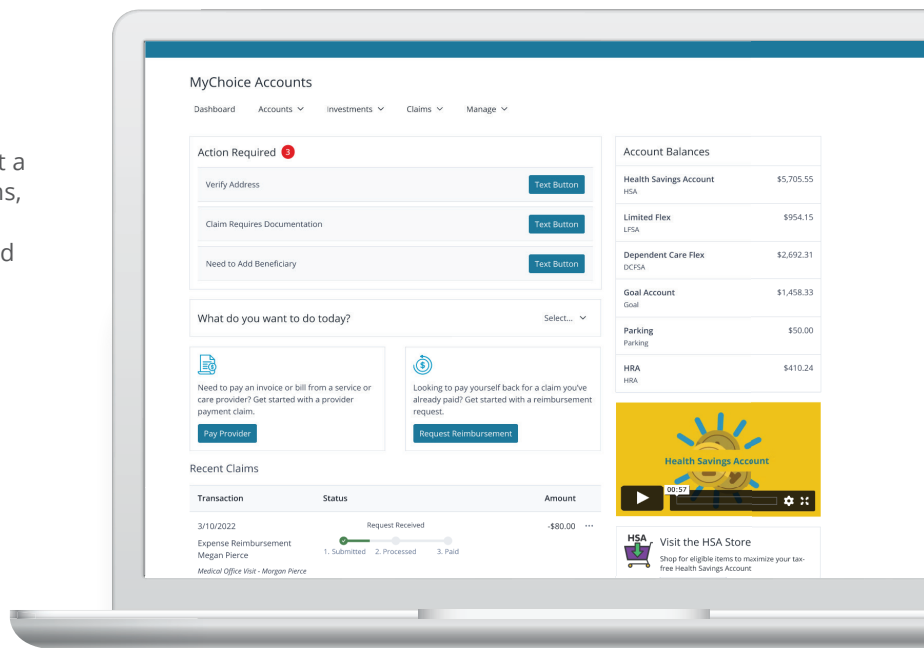 t a
ns,
d
MyChoice Accounts
Dashboard Accounts Investments Claims Manage
Action Required 3
Verify Address Text Button
Claim Requires Documentation Text Button
Need to Add Beneficiary Text Button
What do you want to do today? Select...
Need to pay an invoice or bill from a service or
care provider? Get started with a provider
payment claim.
Pay Provider
Looking to pay yourself back for a claim you've
already paid? Get started with a reimbursement
request.
Request Reimbursement
Recent Claims
Transaction Status Amount
3/10/2022 Request Received -$80.00 ...
Expense Reimbursement
Megan Pierce
1. Submitted 2. Processed 3. Paid
Medical Office Visit - Morgan Pierce
Account Balances
Health Savings Account $5,705.55
HSA
Limited Flex $954.15
LFSA
Dependent Care Flex $2,692.31
DCFSA
Goal Account $1,458.33
Goal
Parking $50.00
Parking
HRA $410.24
HRA
Health Savings Account
00:57
HSA
Visit the HSA Store
Shop for eligible items to maximize your tax-
free Health Savings Account